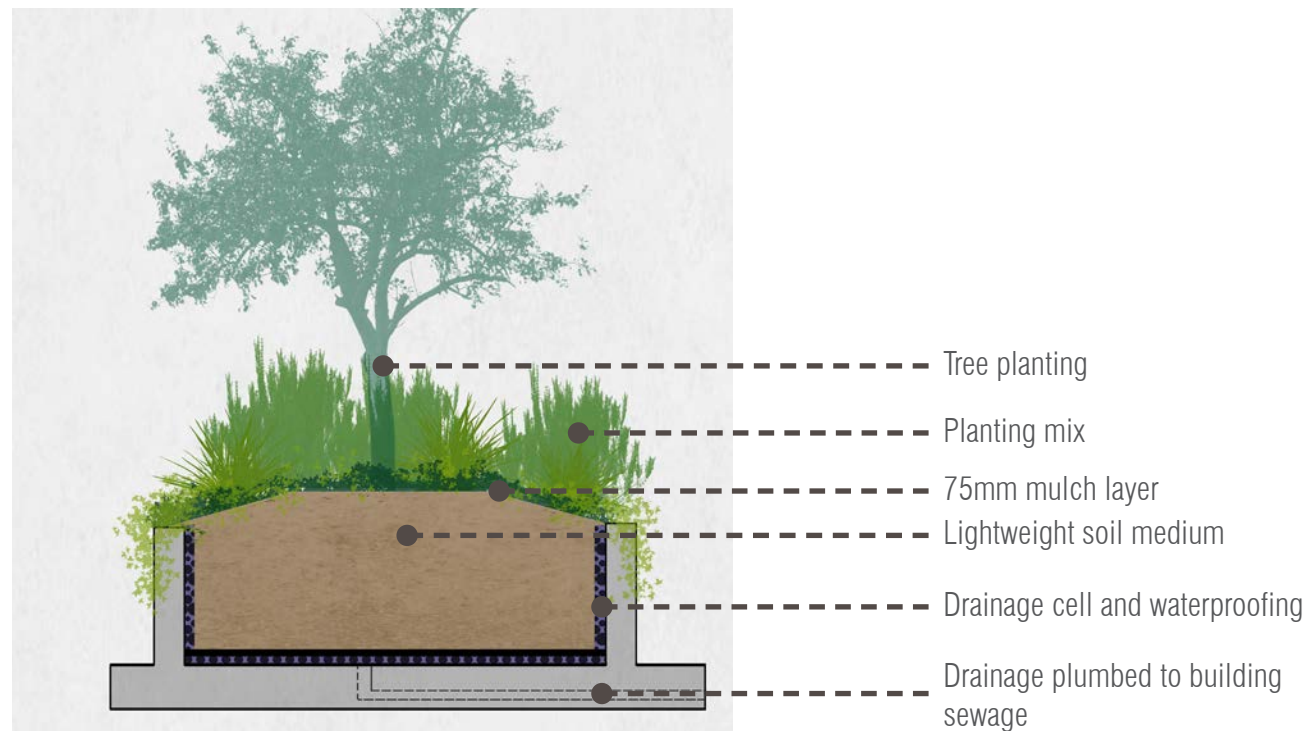 Tree planting
Planting mix
75mm mulch layer
Lightweight soil medium
Drainage cell and waterproofing
Drainage plumbed to building
sewage